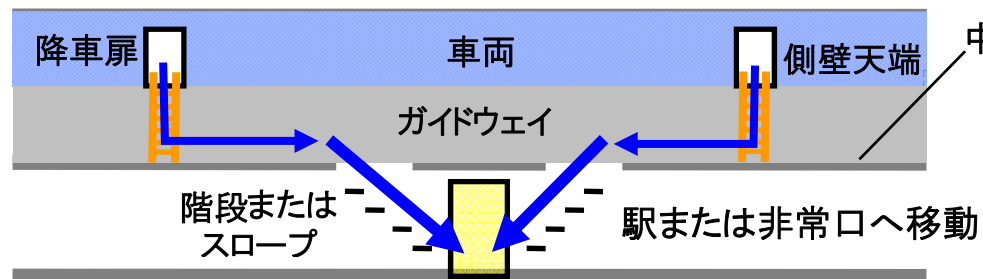 降車扉
車両
側壁天端
中
ガイドウェイ
階段または
スロープ
駅または非常口へ移動